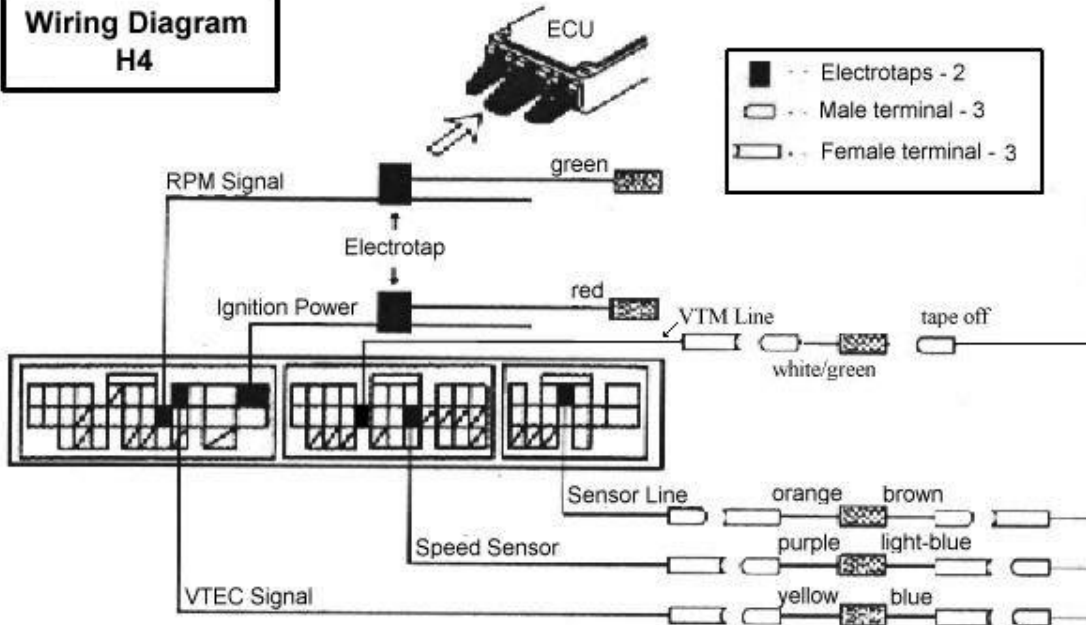 Wiring Diagram
H4
ECU
Electrotaps - 2
Male terminal - 3
Female terminal - 3
green
RPM Signal
Electrotap
red
Ignition Power
VTM Line
tape off
white/green
Sensor Line
orange
brown
Speed Sensor
purple
light-blue
VTEC Signal
yellow
blue